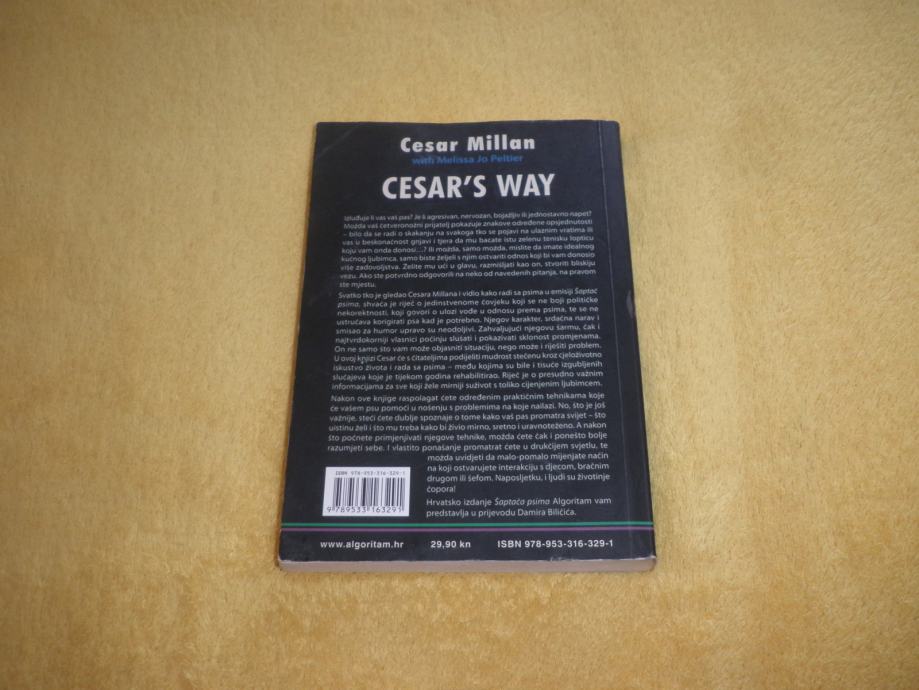 Cesar Millan
with Melissa Jo Peltier
CESAR'S WAY
Izluđuje li vas vaš pas? Je li agresivan, nervozan, bojažljiv ili jednostavno napet?
Možda vaš četveronožni prijatelj pokazuje znakove određene opsjednutosti
– bilo da se radi o skakanju na svakoga tko se pojavi na ulaznim vratima ili
vas u beskonačnost gnjavi i tjera da mu bacate istu zelenu tenisku lopticu
koju vam onda donosi...? Ili možda, samo možda, mislite da imate idealnog
kućnog ljubimca, samo biste željeli s njim ostvariti odnos koji bi vam donosio
više zadovoljstva. Želite mu ući u glavu, razmišljati kao on, stvoriti bliskiju
vezu. Ako ste potvrdno odgovorili na neko od navedenih pitanja, na pravom
ste mjestu.
Svatko tko je gledao Cesara Millana i vidio kako radi sa psima u emisiji Šaptač
psima, shvaća je riječ o jedinstvenome čovjeku koji se ne boji političke
nekorektnosti, koji govori o ulozi vođe u odnosu prema psima, te se ne
ustručava korigirati psa kad je potrebno. Njegov karakter, srdačna narav i
smisao za humor upravo su neodoljivi. Zahvaljujući njegovu šarmu, čak i
najtvrdokorniji vlasnici počinju slušati i pokazivati sklonost promjenama.
On ne samo što vam može objasniti situaciju, nego može i riješiti problem.
U ovoj knjizi Cesar će s čitateljima podijeliti mudrost stečenu kroz cjeloživotno
iskustvo života i rada sa psima – među kojima su bile i tisuće izgubljenih
slučajeva koje je tijekom godina rehabilitirao. Riječ je o presudno važnim
informacijama za sve koji žele mirniji suživot s toliko cijenjenim ljubimcem.
Nakon ove knjige raspolagat ćete određenim praktičnim tehnikama koje
će vašem psu pomoći u nošenju s problemima na koje nailazi. No, što je još
važnije, steći ćete dublje spoznaje o tome kako vaš pas promatra svijet – što
uistinu želi i što mu treba kako bi živio mirno, sretno i uravnoteženo. A nakon
što počnete primjenjivati njegove tehnike, možda ćete čak i ponešto bolje
razumjeti sebe. I vlastito ponašanje promatrat ćete u drukčijem svjetlu, te
možda uvidjeti da malo-pomalo mijenjate način
na koji ostvarujete interakciju s djecom, bračnim
drugom ili šefom. Naposljetku, i ljudi su životinje
čopora!
Hrvatsko izdanje Šaptača psima Algoritam vam
predstavlja u prijevodu Damira Biličića.
ISBN 978-953-316-329-1
9 789533 163291
www.algoritam.hr 29,90 kn ISBN 978-953-316-329-1